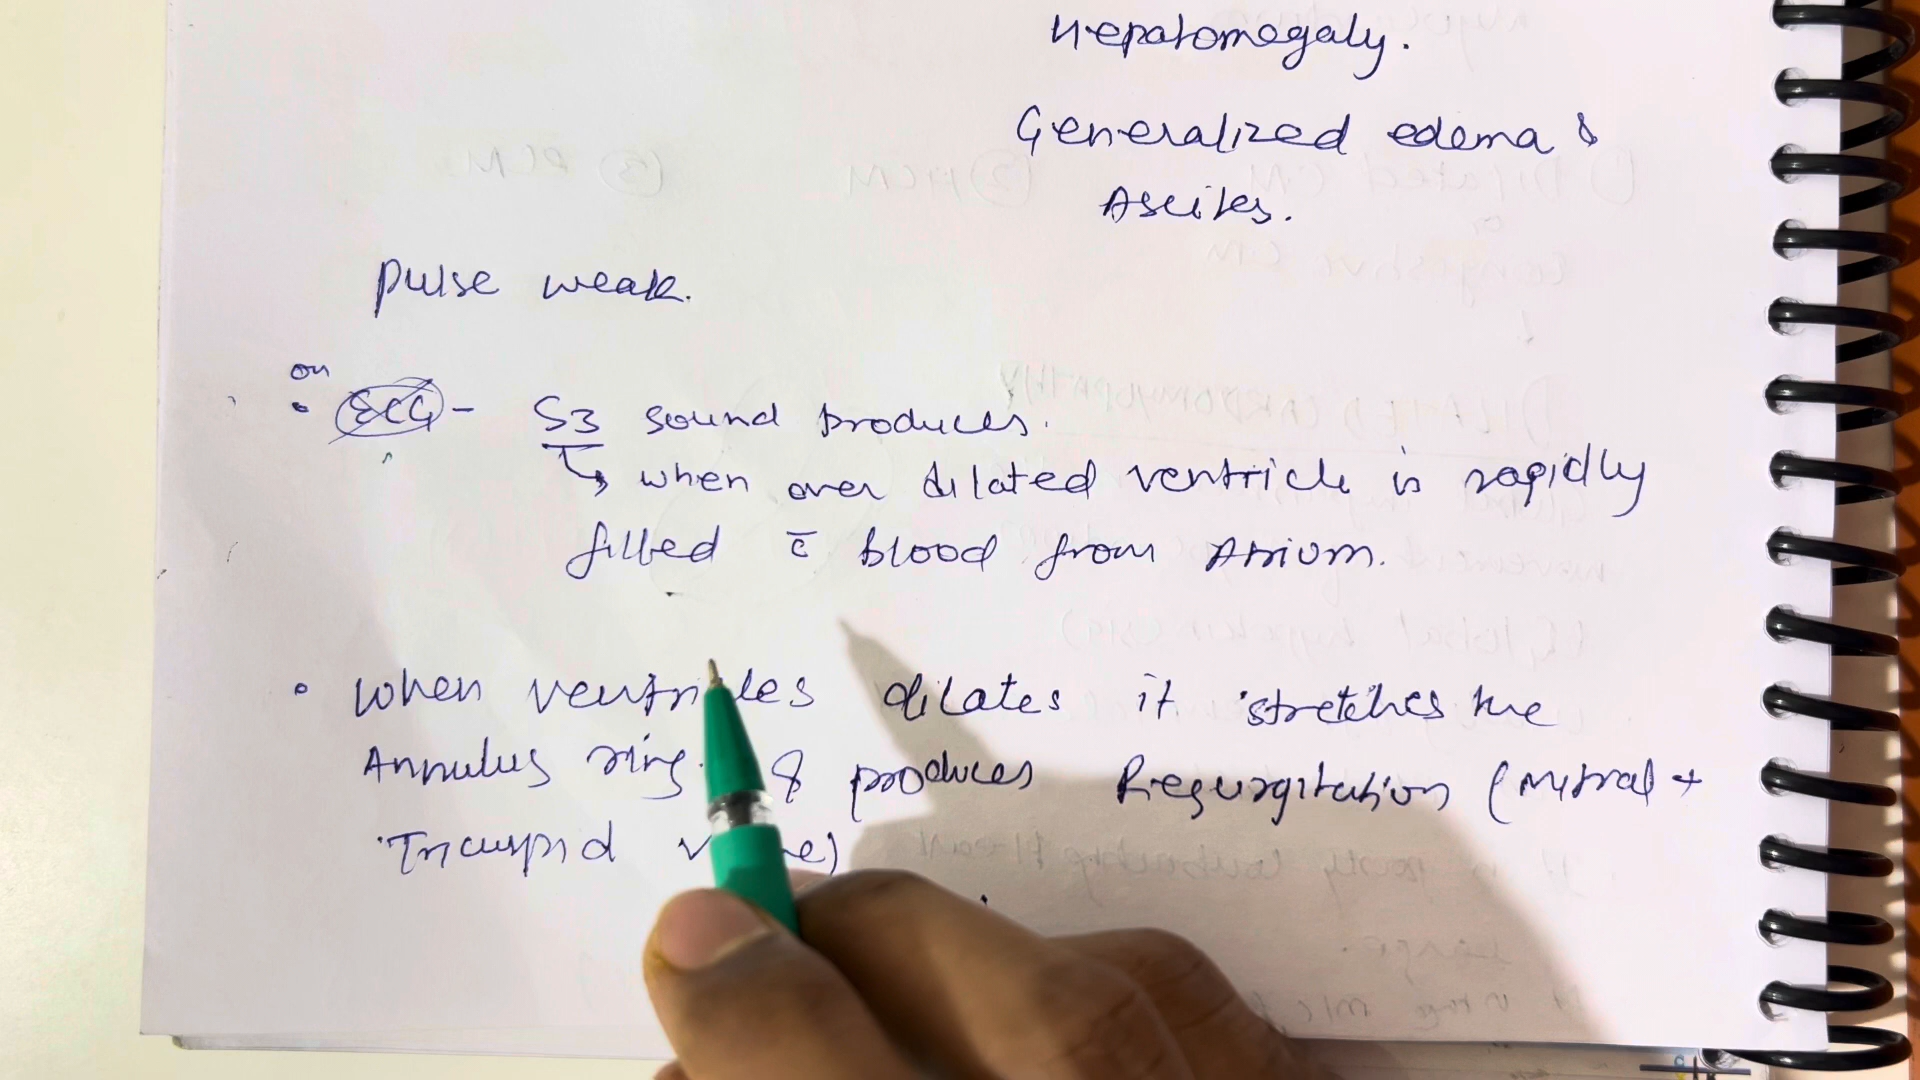 Hepatomegaly.
Generalized edema &
Ascites.
Pulse weak.
on
• ECG - S3 sound produces.
↳ when over dilated ventricle is rapidly
filled c̄ blood from Atrium.
• When ventricles dilates it stretches the
Annulus ring. & produces Regurgitation (Mitral +
Tricuspid